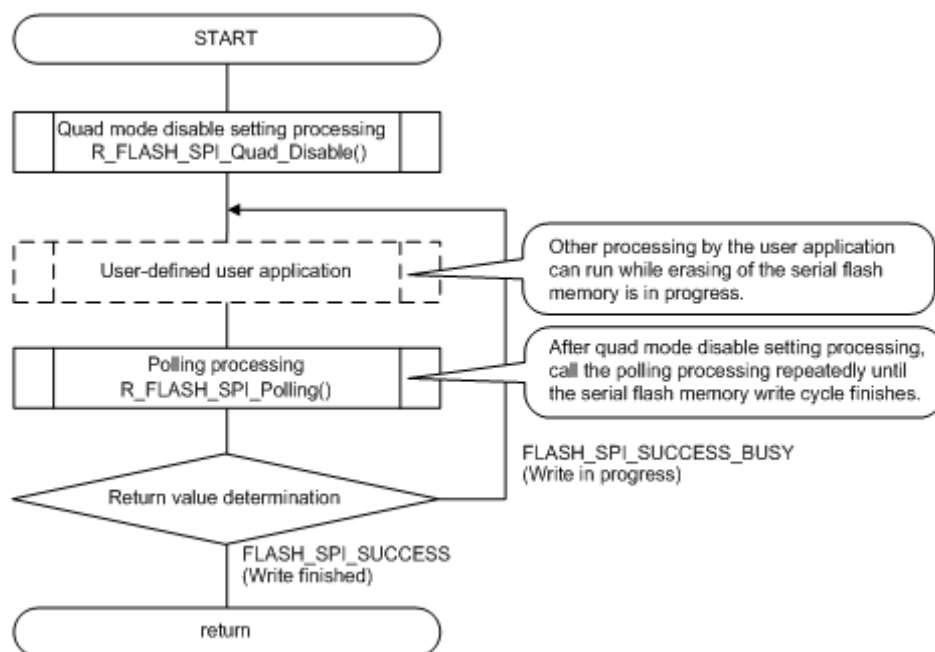 START
Quad mode disable setting processing
R_FLASH_SPI_Quad_Disable()
User-defined user application
Other processing by the user application
can run while erasing of the serial flash
memory is in progress.
Polling processing
R_FLASH_SPI_Polling()
After quad mode disable setting processing,
call the polling processing repeatedly until
the serial flash memory write cycle finishes.
Return value determination
FLASH_SPI_SUCCESS_BUSY
(Write in progress)
FLASH_SPI_SUCCESS
(Write finished)
return